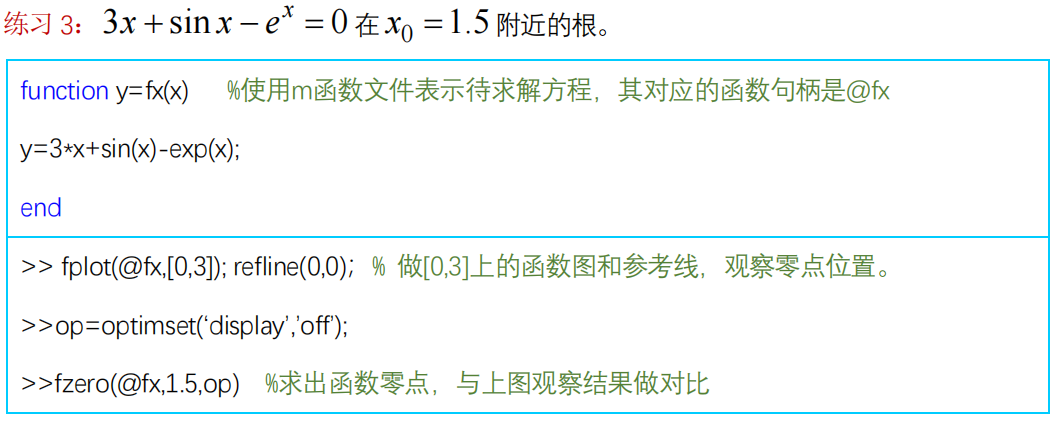 练习 3：3x + sin x − e^x = 0 在 x₀ = 1.5 附近的根。
function y=fx(x) %使用m函数文件表示待求解方程，其对应的函数句柄是@fx
y=3*x+sin(x)-exp(x);
end
>> fplot(@fx,[0,3]); refline(0,0); % 做[0,3]上的函数图和参考线，观察零点位置。
>>op=optimset(‘display’,’off’);
>>fzero(@fx,1.5,op) %求出函数零点，与上图观察结果做对比